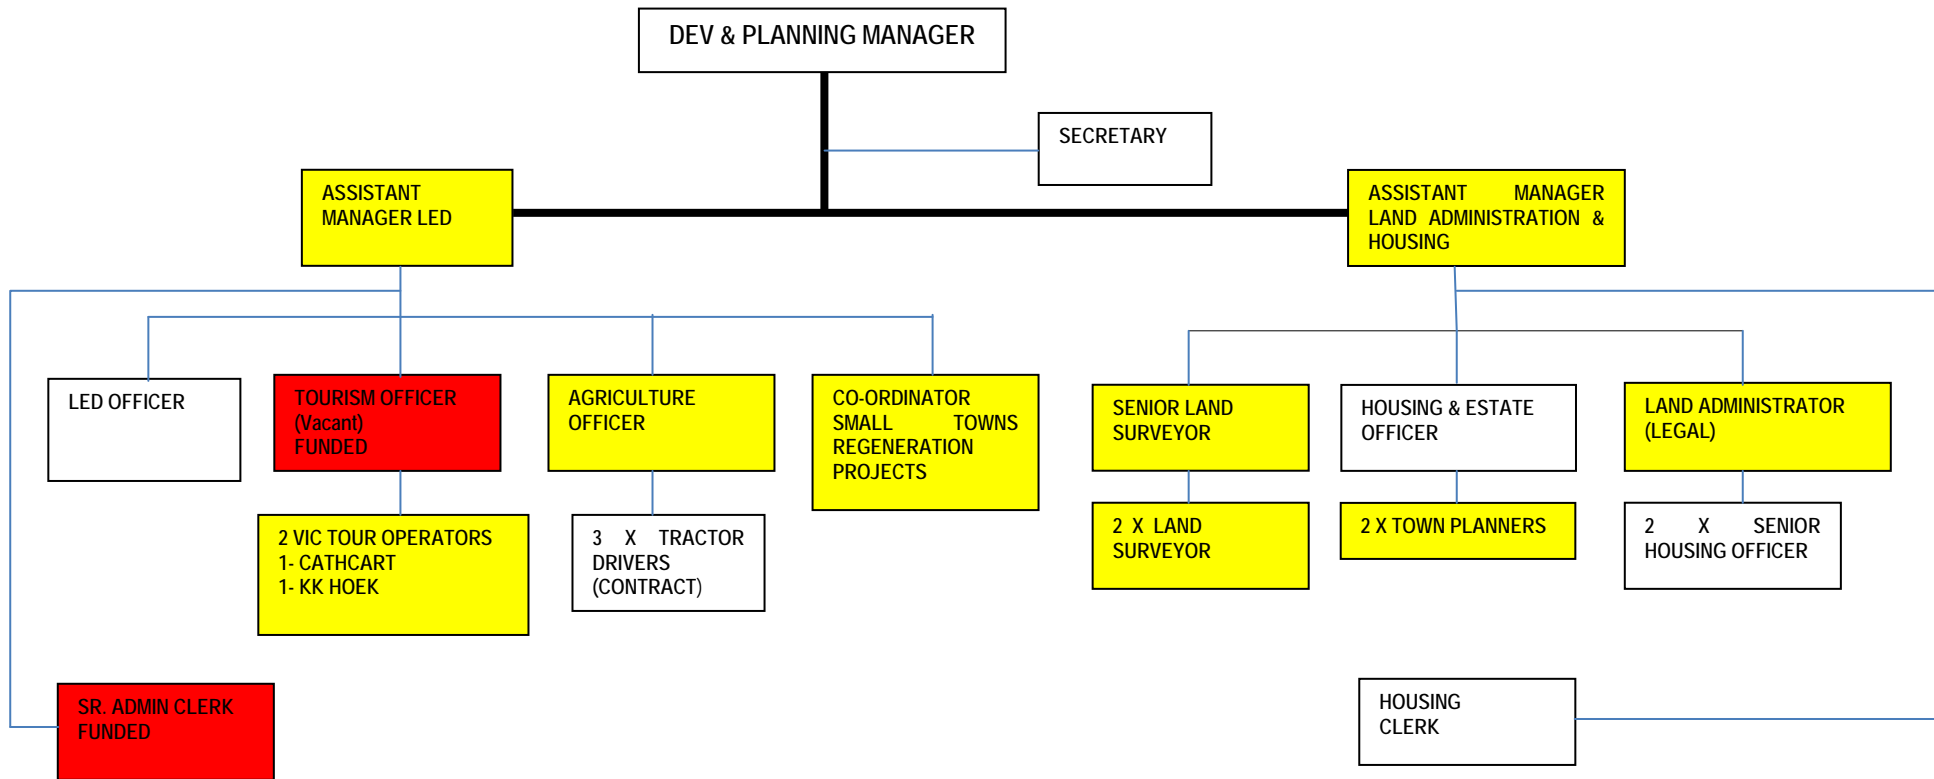 DEV & PLANNING MANAGER
SECRETARY
ASSISTANT
MANAGER LED
ASSISTANT MANAGER
LAND ADMINISTRATION &
HOUSING
LED OFFICER
TOURISM OFFICER
(Vacant)
FUNDED
AGRICULTURE
OFFICER
CO-ORDINATOR
SMALL TOWNS
REGENERATION
PROJECTS
SENIOR LAND
SURVEYOR
HOUSING & ESTATE
OFFICER
LAND ADMINISTRATOR
(LEGAL)
2 VIC TOUR OPERATORS
1- CATHCART
1- KK HOEK
3 X TRACTOR
DRIVERS
(CONTRACT)
2 X LAND
SURVEYOR
2 X TOWN PLANNERS
2 X SENIOR
HOUSING OFFICER
SR. ADMIN CLERK
FUNDED
HOUSING
CLERK